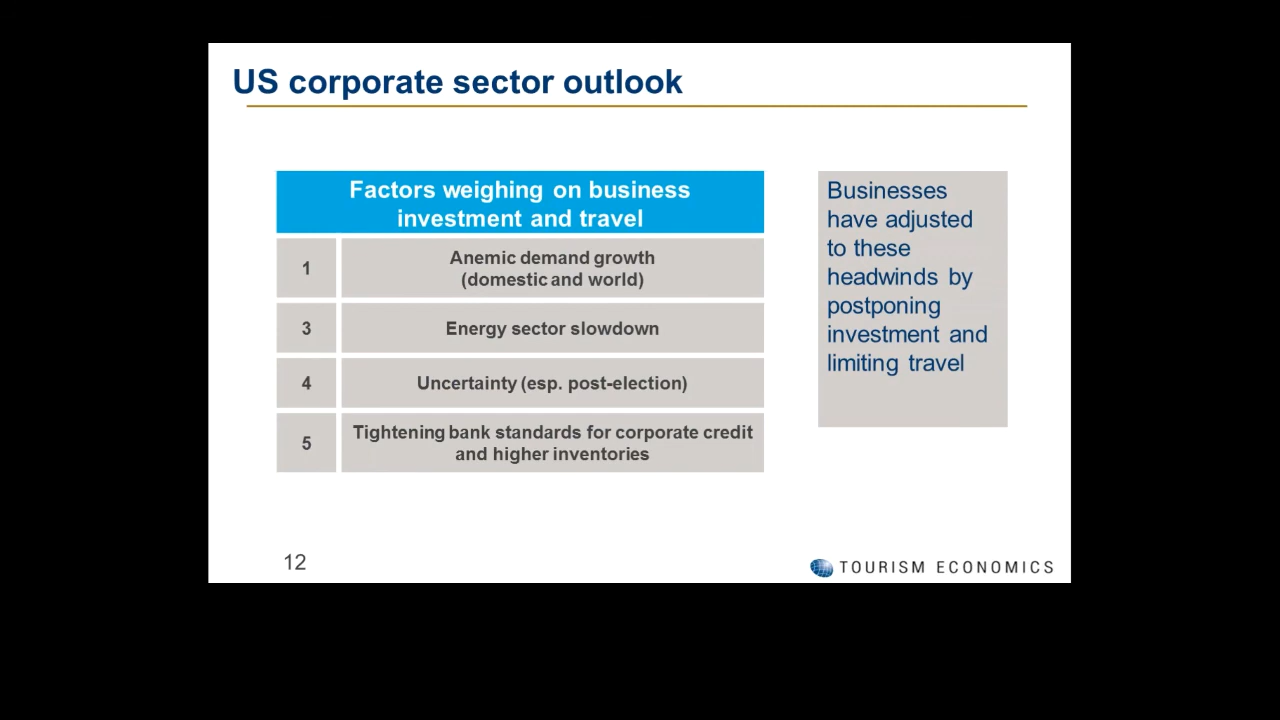 US corporate sector outlook
Factors weighing on business
investment and travel
1
Anemic demand growth
(domestic and world)
3
Energy sector slowdown
4
Uncertainty (esp. post-election)
5
Tightening bank standards for corporate credit
and higher inventories
Businesses
have adjusted
to these
headwinds by
postponing
investment and
limiting travel
12
TOURISM ECONOMICS